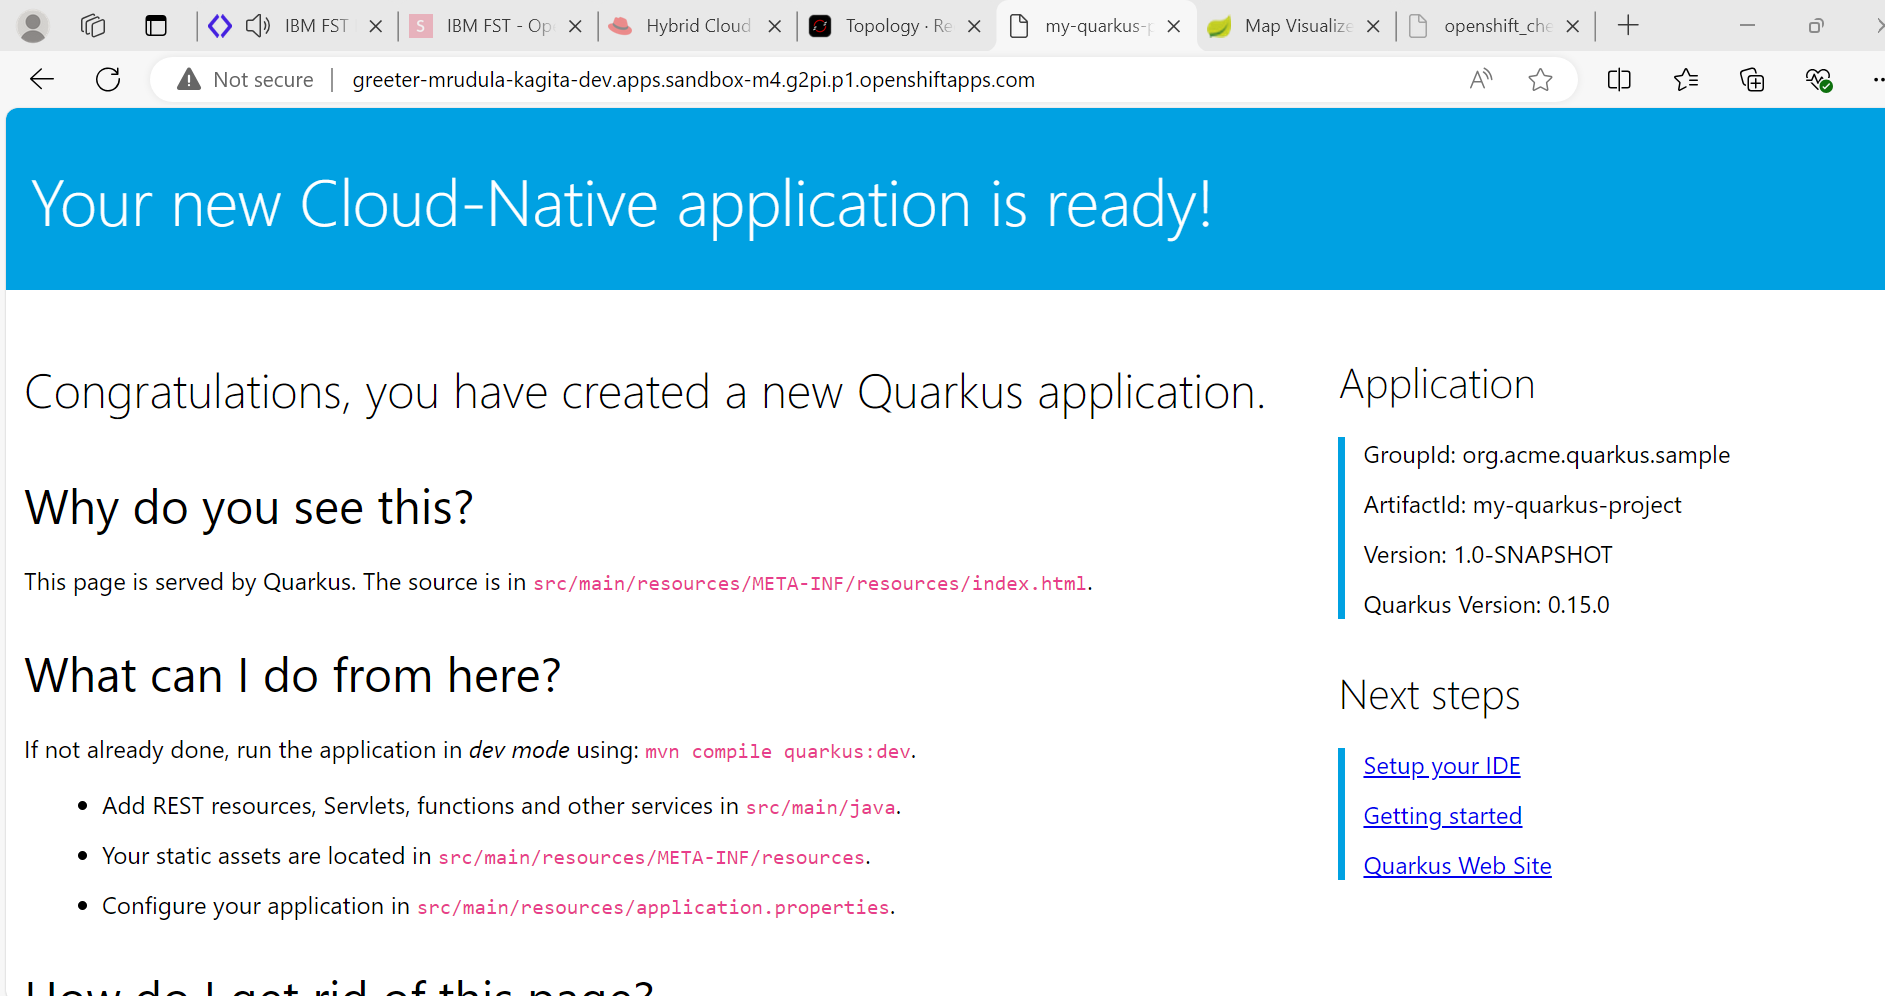 IBM FST
IBM FST - Op
Hybrid Cloud
Topology · Re
my-quarkus-p
Map Visualize
openshift_che
Not secure
greeter-mrudula-kagita-dev.apps.sandbox-m4.g2pi.p1.openshiftapps.com
Your new Cloud-Native application is ready!
Congratulations, you have created a new Quarkus application.
Why do you see this?
This page is served by Quarkus. The source is in src/main/resources/META-INF/resources/index.html.
What can I do from here?
If not already done, run the application in dev mode using: mvn compile quarkus:dev.
• Add REST resources, Servlets, functions and other services in src/main/java.
• Your static assets are located in src/main/resources/META-INF/resources.
• Configure your application in src/main/resources/application.properties.
How do I get rid of this page?
Application
GroupId: org.acme.quarkus.sample
ArtifactId: my-quarkus-project
Version: 1.0-SNAPSHOT
Quarkus Version: 0.15.0
Next steps
Setup your IDE
Getting started
Quarkus Web Site